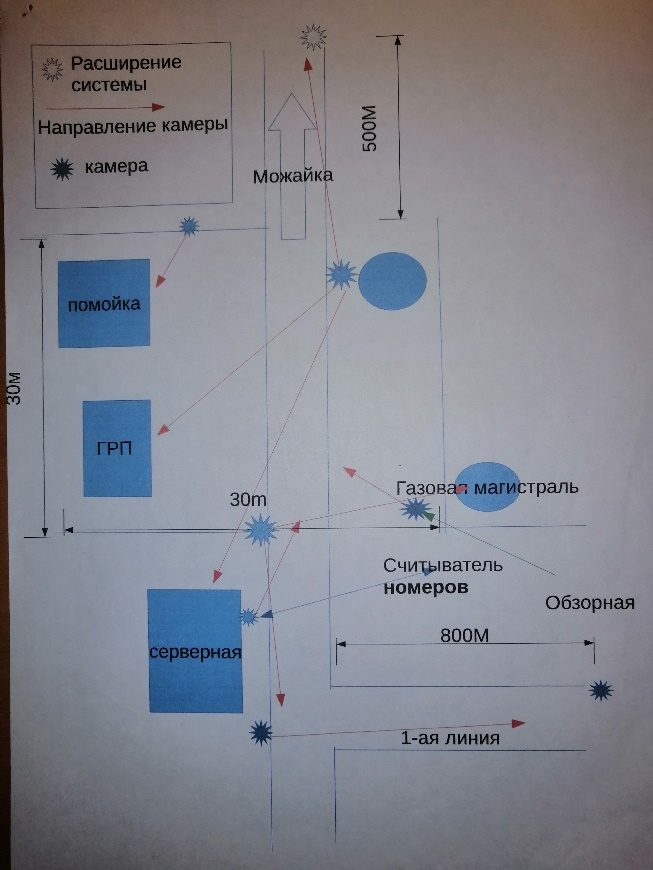 Расширение
системы
Направление камеры
камера
500М
Можайка
помойка
30м
ГРП
Газовая магистраль
30m
Считыватель
номеров
Обзорная
800М
серверная
1-ая линия